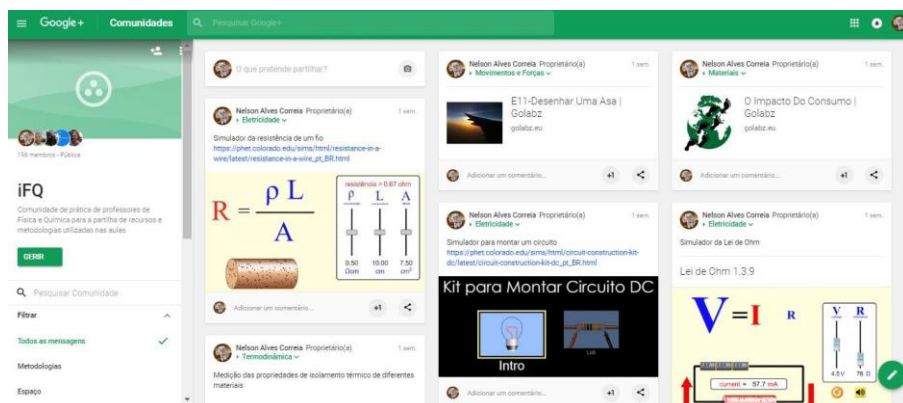 Google+
Comunidades
Pesquisar Google+
196 membros - Pública
iFQ
Comunidade de prática de professores de
Física e Química para a partilha de recursos e
metodologias utilizadas nas aulas
GERIR
Pesquisar Comunidade
Filtrar
Todos as mensagens
Metodologias
Espaço
O que pretende partilhar?
Nelson Alves Correia Proprietário(a) 1 sem.
Eletricidade
Simulador da resistência de um fio
https://phet.colorado.edu/sims/html/resistance-in-a-
wire/latest/resistance-in-a-wire_pt_BR.html
R = ρ L
A
resistência = 0.67 ohm
ρ L A
0.50 10.00 7.50
Ωcm cm cm²
Adicionar um comentário... +1
Nelson Alves Correia Proprietário(a) 1 sem.
Termodinâmica
Medição das propriedades de isolamento térmico de diferentes
materiais
Nelson Alves Correia Proprietário(a) 1 sem.
Movimentos e Forças
E11-Desenhar Uma Asa |
Golabz
golabz.eu
Adicionar um comentário... +1
Nelson Alves Correia Proprietário(a) 1 sem.
Eletricidade
Simulador para montar um circuito
https://phet.colorado.edu/sims/html/circuit-construction-kit-
dc/latest/circuit-construction-kit-dc_pt_BR.html
Kit para Montar Circuito DC
Intro
Lab
Adicionar um comentário... +1
Nelson Alves Correia Proprietário(a) 1 sem.
Materiais
O Impacto Do Consumo |
Golabz
golabz.eu
Adicionar um comentário... +1
Nelson Alves Correia Proprietário(a) 1 sem.
Eletricidade
Simulador da Lei de Ohm
Lei de Ohm 1.3.9
V = I R
V R
4.5 V 78 Ω
current = 57.7 mA